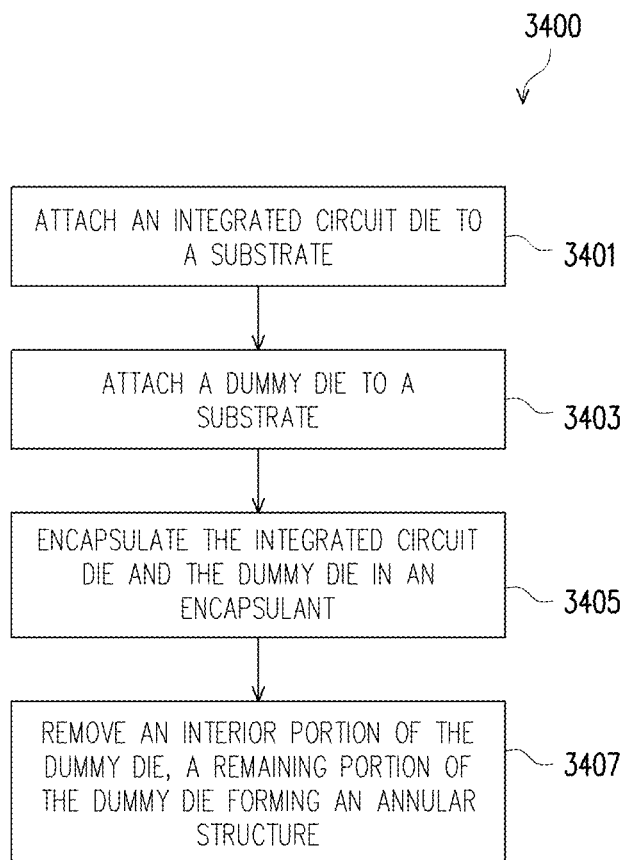 3400
ATTACH AN INTEGRATED CIRCUIT DIE TO
A SUBSTRATE
3401
ATTACH A DUMMY DIE TO A
SUBSTRATE
3403
ENCAPSULATE THE INTEGRATED CIRCUIT
DIE AND THE DUMMY DIE IN AN
ENCAPSULANT
3405
REMOVE AN INTERIOR PORTION OF THE
DUMMY DIE, A REMAINING PORTION OF
THE DUMMY DIE FORMING AN ANNULAR
STRUCTURE
3407